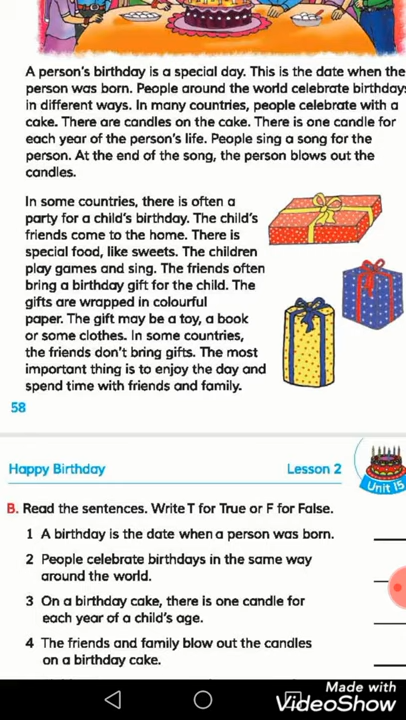 A person's birthday is a special day. This is the date when the
person was born. People around the world celebrate birthdays
in different ways. In many countries, people celebrate with a
cake. There are candles on the cake. There is one candle for
each year of the person's life. People sing a song for the
person. At the end of the song, the person blows out the
candles.
In some countries, there is often a
party for a child's birthday. The child's
friends come to the home. There is
special food, like sweets. The children
play games and sing. The friends often
bring a birthday gift for the child. The
gifts are wrapped in colourful
paper. The gift may be a toy, a book
or some clothes. In some countries,
the friends don't bring gifts. The most
important thing is to enjoy the day and
spend time with friends and family.
58
Happy Birthday
Lesson 2
Unit 15
B. Read the sentences. Write T for True or F for False.
1 A birthday is the date when a person was born.
2 People celebrate birthdays in the same way
around the world.
3 On a birthday cake, there is one candle for
each year of a child's age.
4 The friends and family blow out the candles
on a birthday cake.
Made with
VideoShow